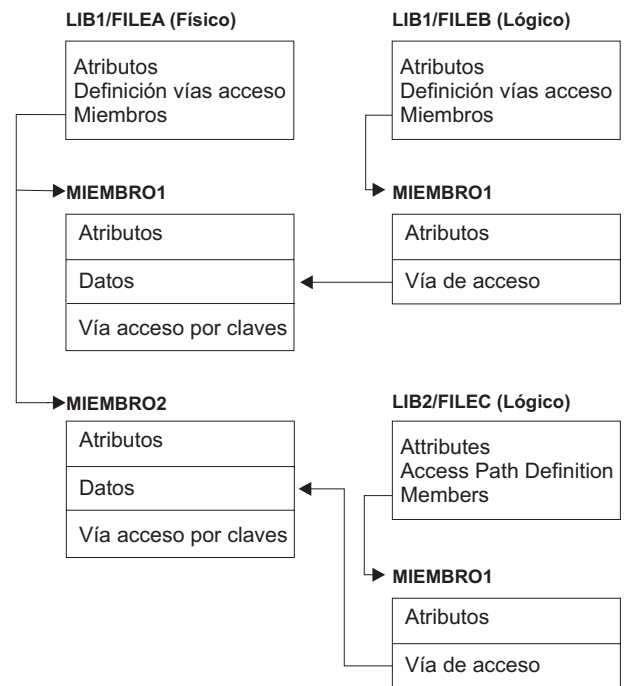 LIB1/FILEA (Físico)
Atributos
Definición vías acceso
Miembros
MIEMBRO1
Atributos
Datos
Vía acceso por claves
MIEMBRO2
Atributos
Datos
Vía acceso por claves
LIB1/FILEB (Lógico)
Atributos
Definición vías acceso
Miembros
MIEMBRO1
Atributos
Vía de acceso
LIB2/FILEC (Lógico)
Attributes
Access Path Definition
Members
MIEMBRO1
Atributos
Vía de acceso